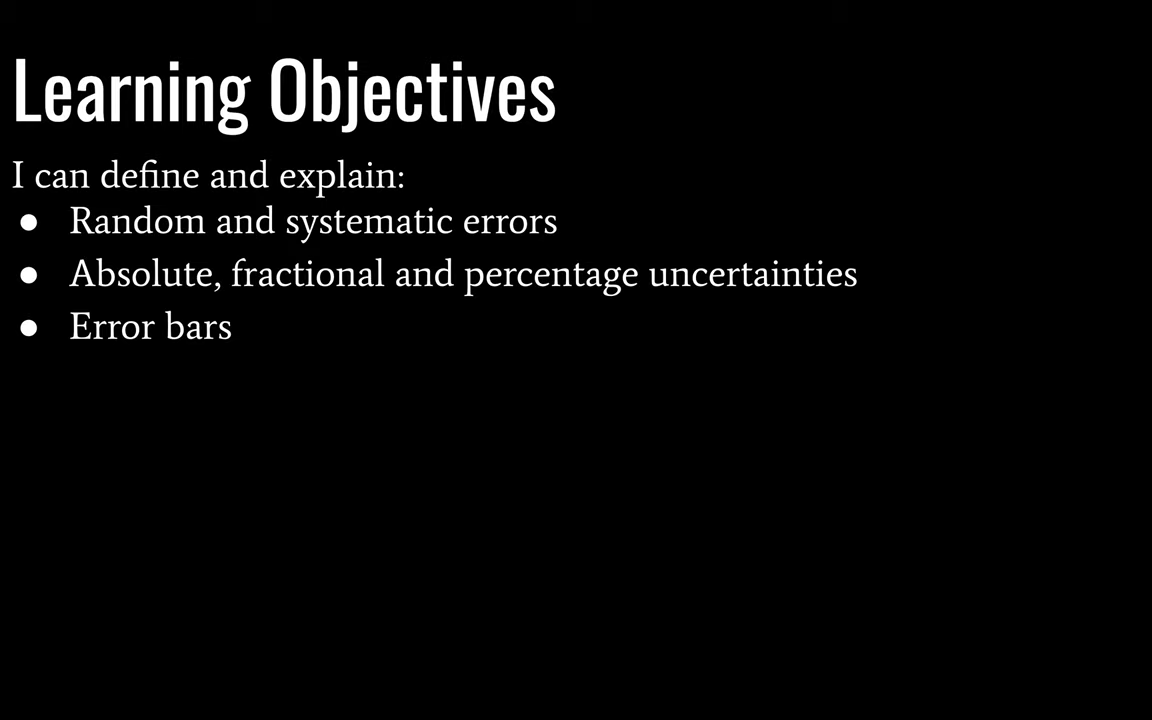 Learning Objectives
I can define and explain:
● Random and systematic errors
● Absolute, fractional and percentage uncertainties
● Error bars